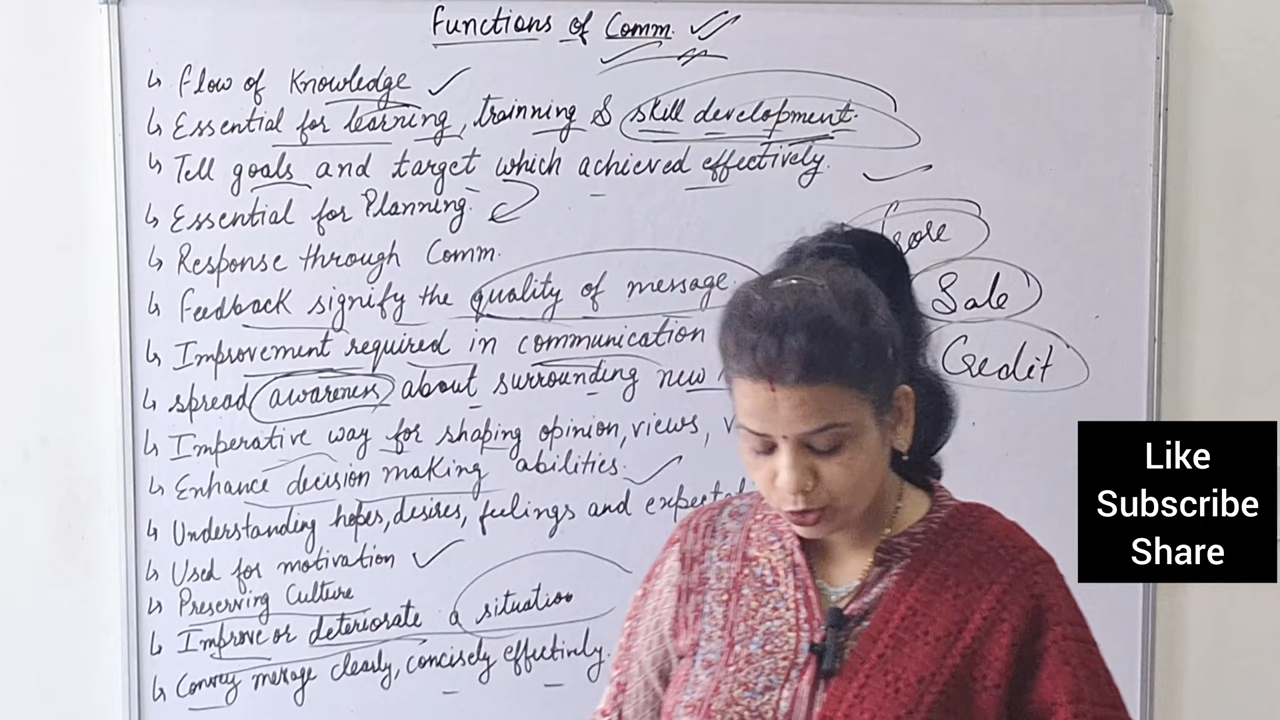 Functions of Comm.
↳ Flow of Knowledge
↳ Essential for learning, trainning & skill development.
↳ Tell goals and target which achieved effectively.
↳ Essential for Planning.
↳ Response through Comm.
↳ Feedback signify the quality of message.
↳ Improvement required in communication
↳ spread awareness about surrounding new
↳ Imperative way for shaping opinion, views,
↳ Enhance decision making abilities.
↳ Understanding hopes, desires, feelings and
↳ Used for motivation
↳ Preserving Culture
↳ Improve or deteriorate a situation
↳ Convey message clearly, concisely effectively.
Sale
Credit
Like
Subscribe
Share